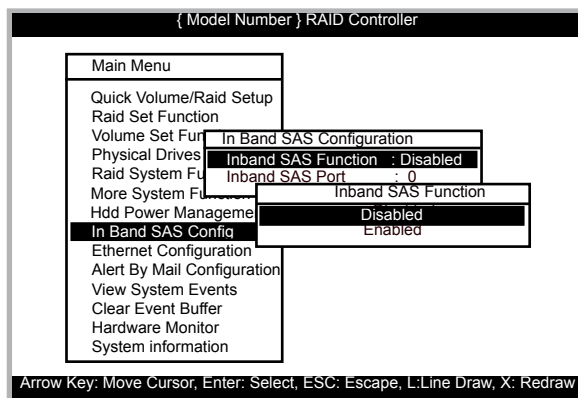 { Model Number } RAID Controller
Main Menu
Quick Volume/Raid Setup
Raid Set Function
Volume Set Fun
Physical Drives
Raid System Fu
More System Function
Hdd Power Manageme
In Band SAS Config
Ethernet Configuration
Alert By Mail Configuration
View System Events
Clear Event Buffer
Hardware Monitor
System information
In Band SAS Configuration
Inband SAS Function : Disabled
Inband SAS Port : 0
Inband SAS Function
Disabled
Enabled
Arrow Key: Move Cursor, Enter: Select, ESC: Escape, L:Line Draw, X: Redraw